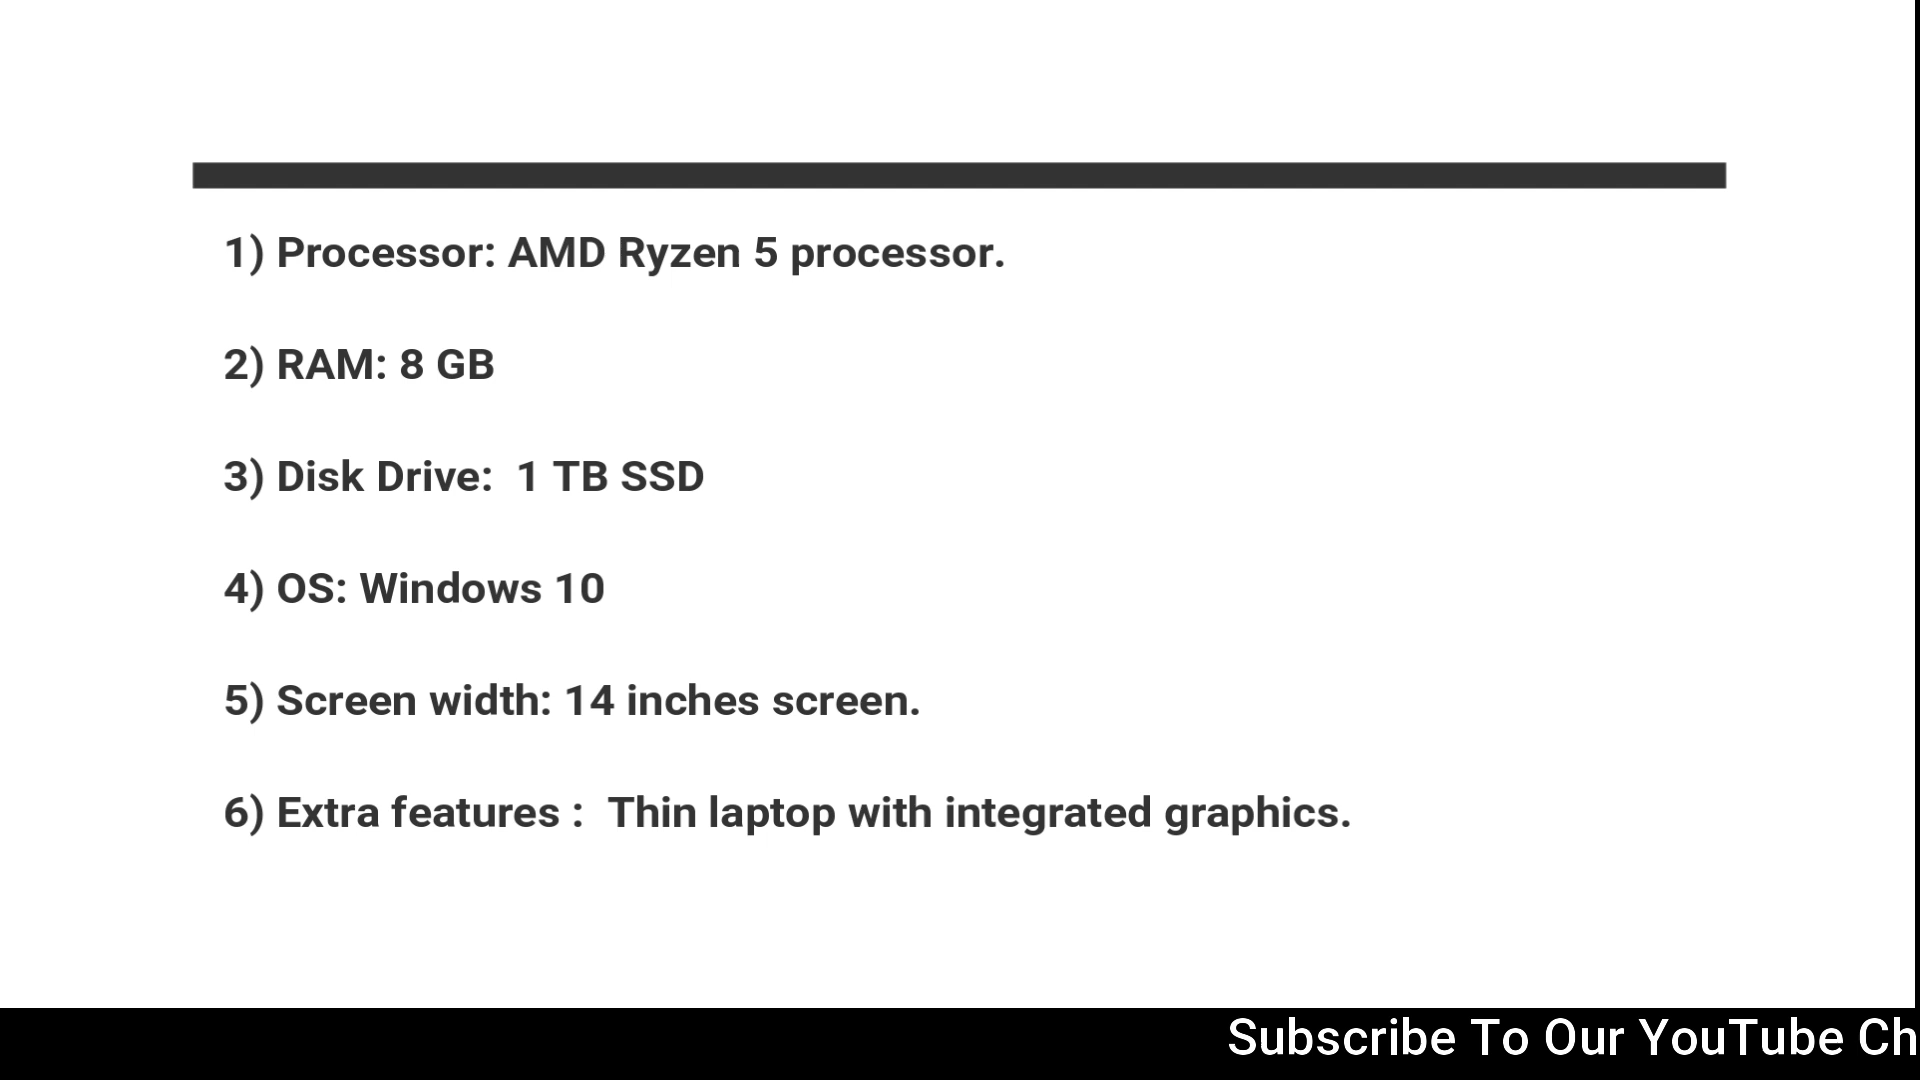 1) Processor: AMD Ryzen 5 processor.
2) RAM: 8 GB
3) Disk Drive:  1 TB SSD
4) OS: Windows 10
5) Screen width: 14 inches screen.
6) Extra features :  Thin laptop with integrated graphics.
Subscribe To Our YouTube Ch